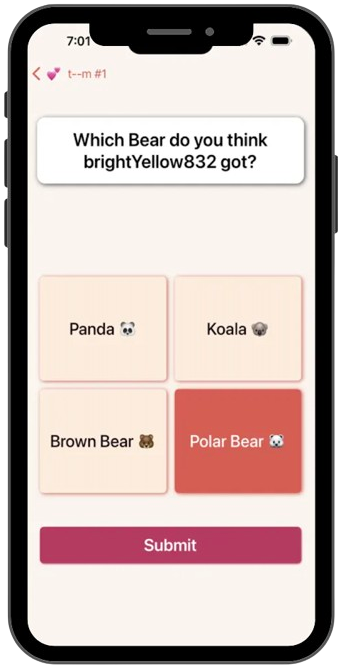 7:01
< 💕 t--m #1
Which Bear do you think
brightYellow832 got?
Panda 🐼
Koala 🐨
Brown Bear 🐻
Polar Bear 🐻‍❄️
Submit